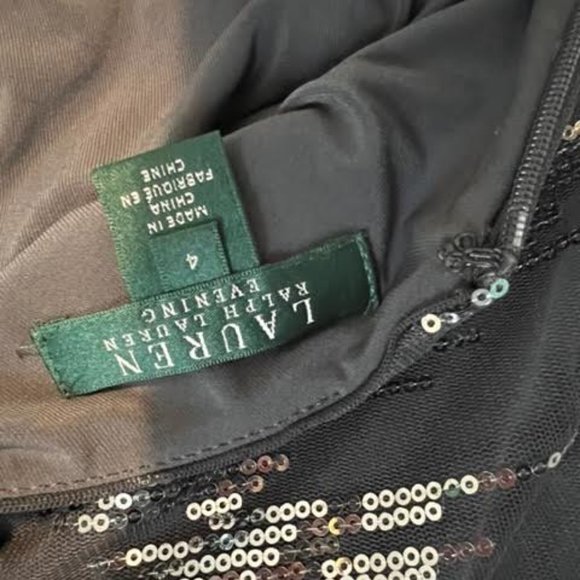 LAUREN
RALPH LAUREN
EVENING
4
MADE IN
CHINA
FABRIQUÉ EN
CHINE